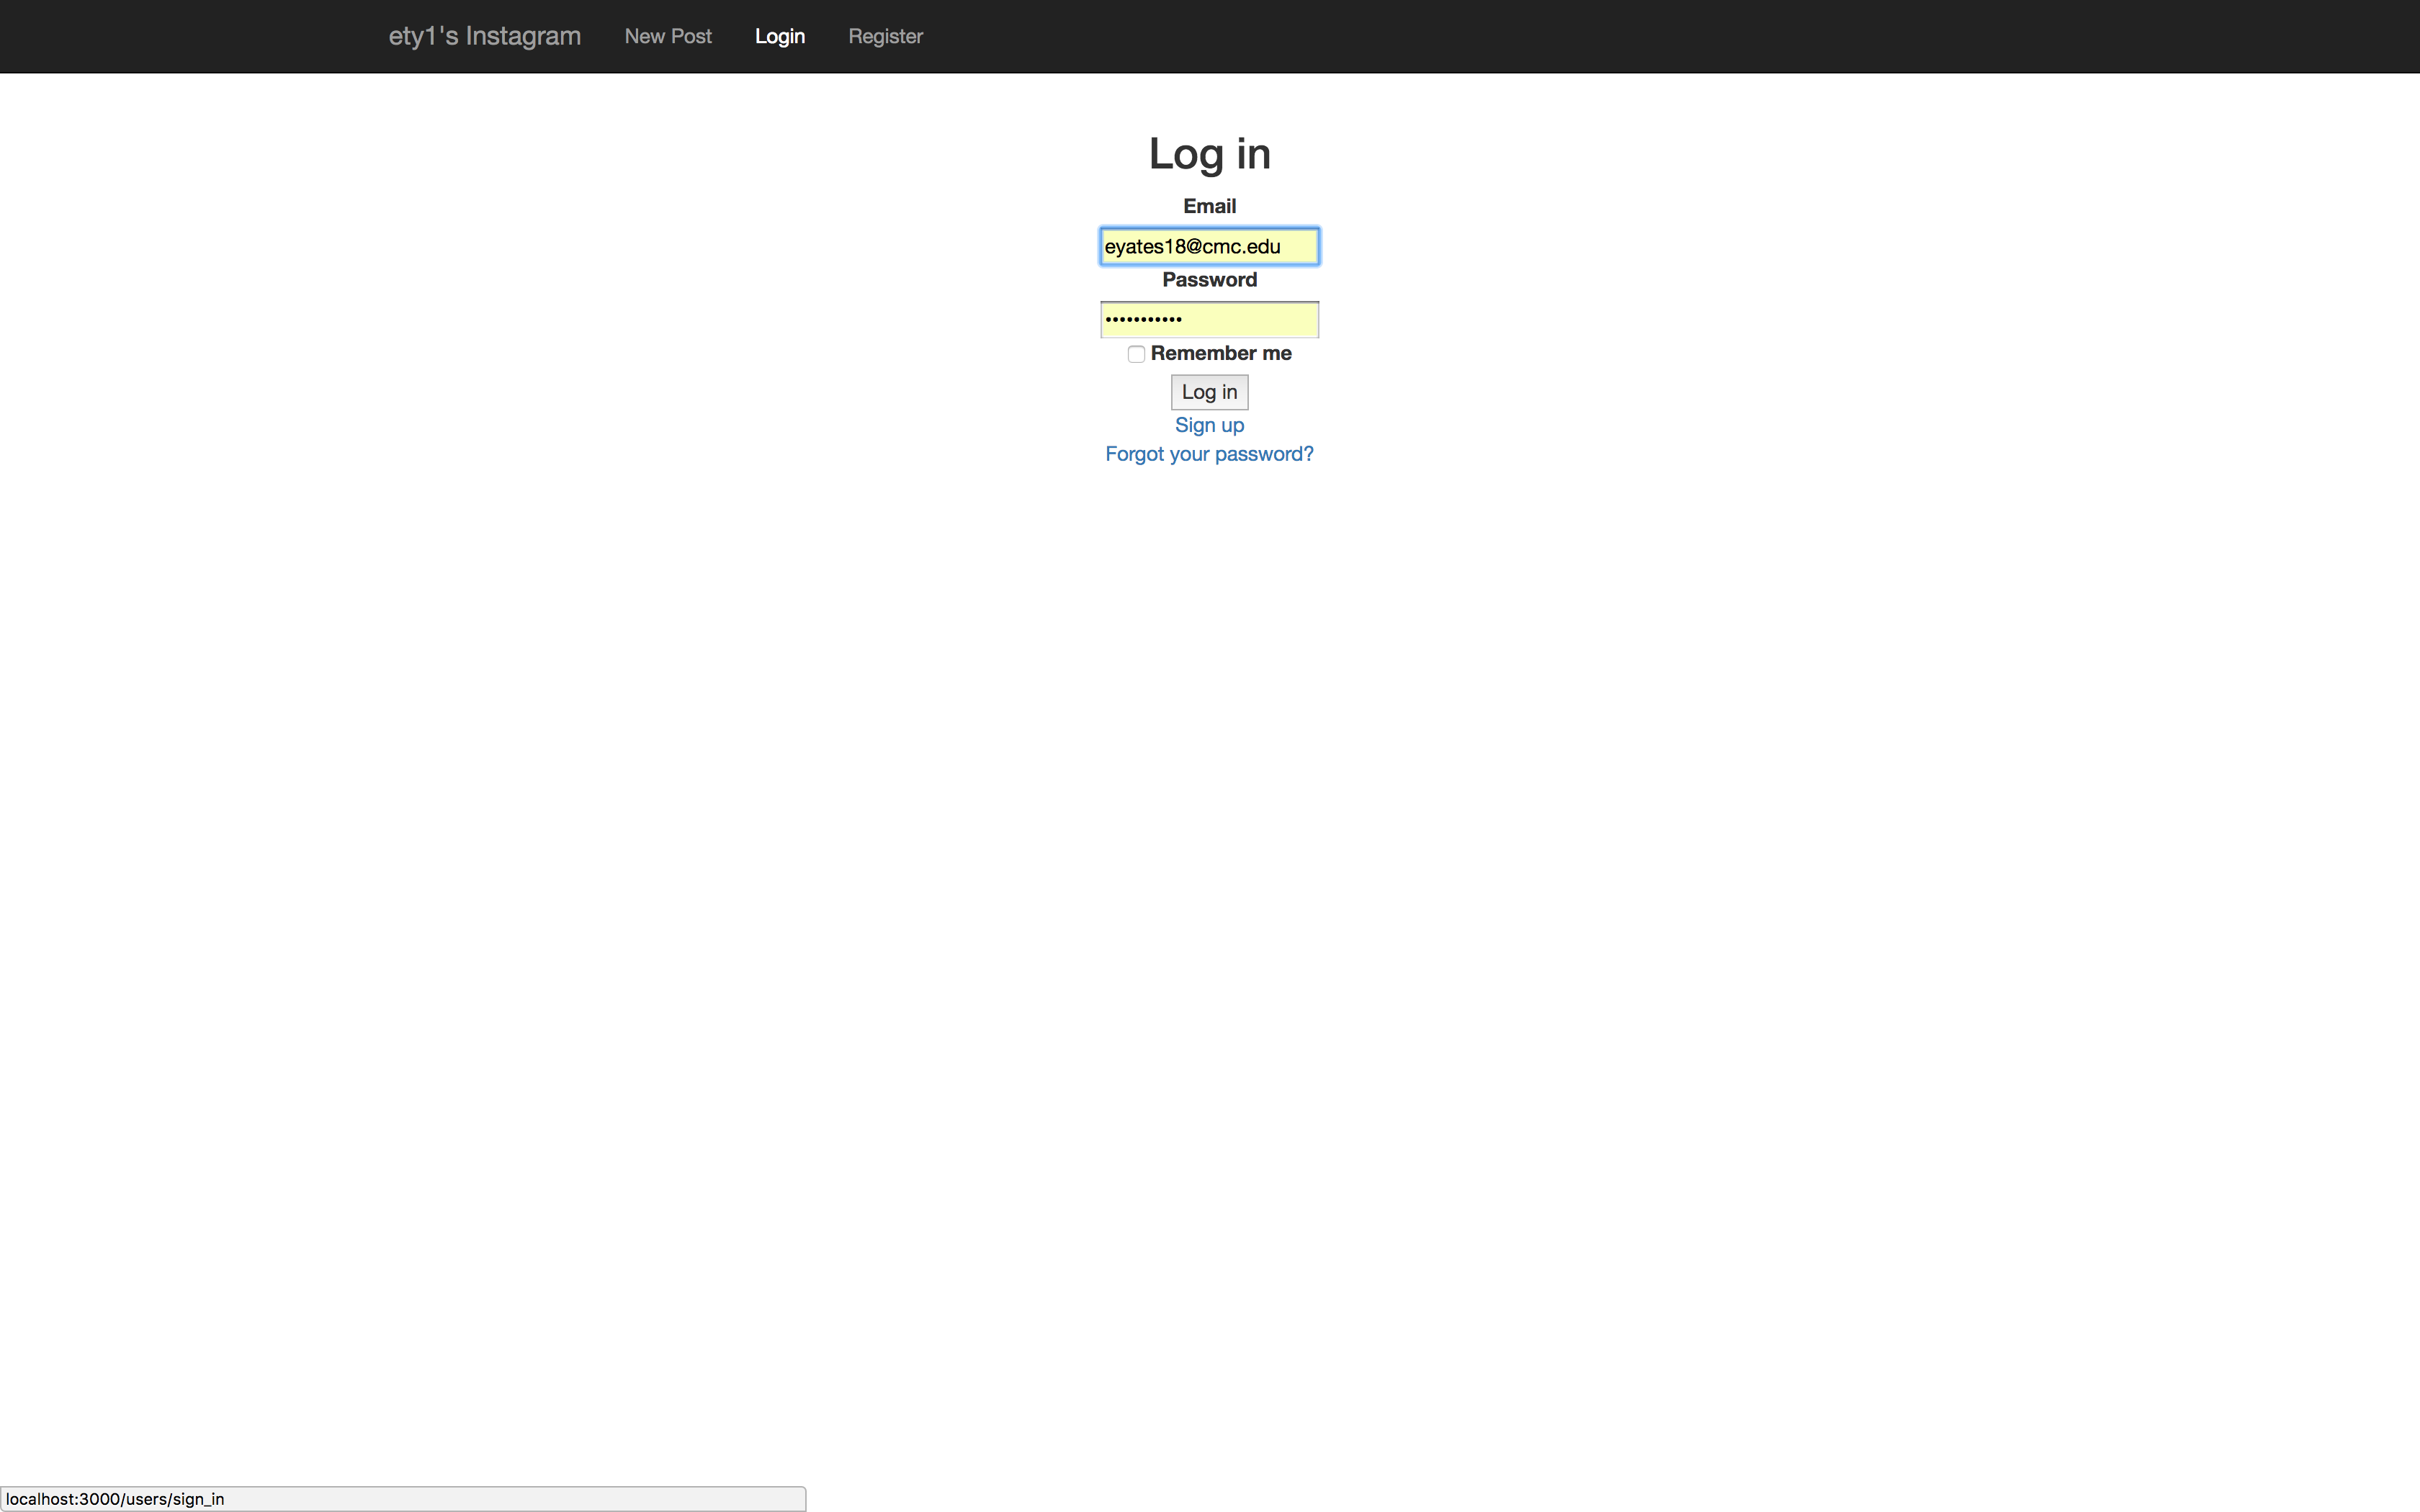 ety1's Instagram New Post Login Register
Log in
Email
eyates18@cmc.edu
Password
•••••••••••
Remember me
Log in
Sign up
Forgot your password?
localhost:3000/users/sign_in